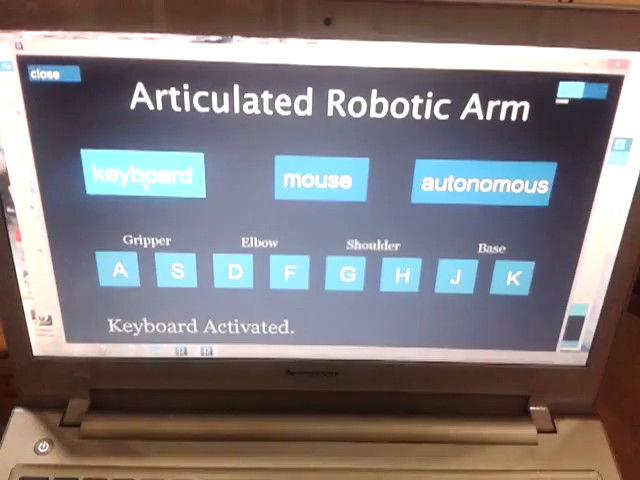 close
Articulated Robotic Arm
keyboard mouse autonomous
Gripper Elbow Shoulder Base
A S D F G H J K
Keyboard Activated.